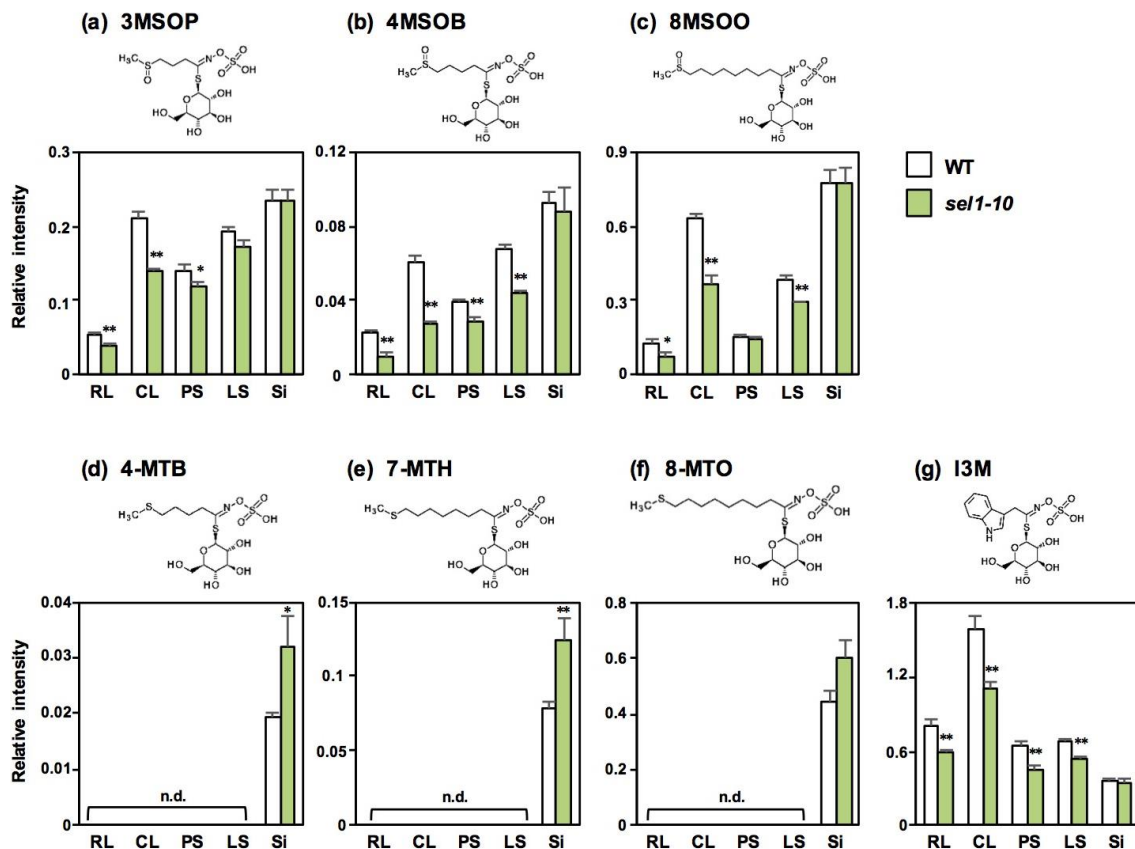 (a) 3MSOP
(b) 4MSOB
(c) 8MSOO
WT
sel1-10
Relative intensity
0.3
0.2
0.1
0
** ** *
RL CL PS LS Si
0.12
0.08
0.04
0
** ** ** **
RL CL PS LS Si
0.9
0.6
0.3
0
* ** **
RL CL PS LS Si
(d) 4-MTB
(e) 7-MTH
(f) 8-MTO
(g) I3M
Relative intensity
0.04
0.03
0.02
0.01
0
n.d.
*
RL CL PS LS Si
0.15
0.1
0.05
0
n.d.
**
RL CL PS LS Si
0.8
0.6
0.4
0.2
0
n.d.
RL CL PS LS Si
1.8
1.2
0.6
0
** ** ** **
RL CL PS LS Si